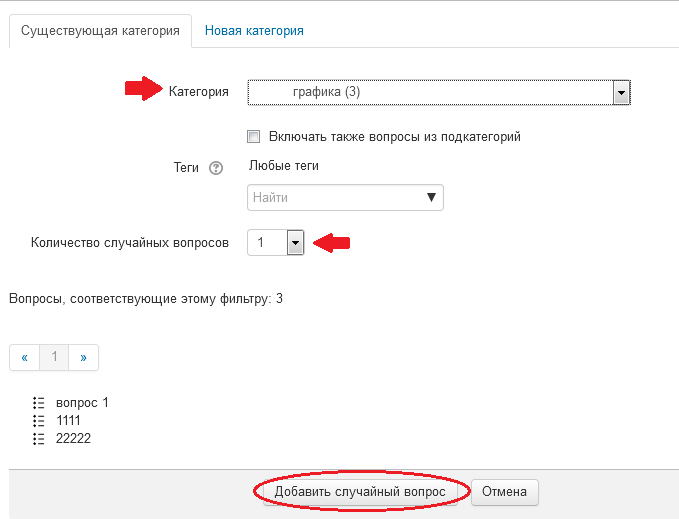 Существующая категория Новая категория
Категория графика (3)
Включать также вопросы из подкатегорий
Теги Любые теги
Найти
Количество случайных вопросов 1
Вопросы, соответствующие этому фильтру: 3
« 1 »
вопрос 1
1111
22222
Добавить случайный вопрос Отмена